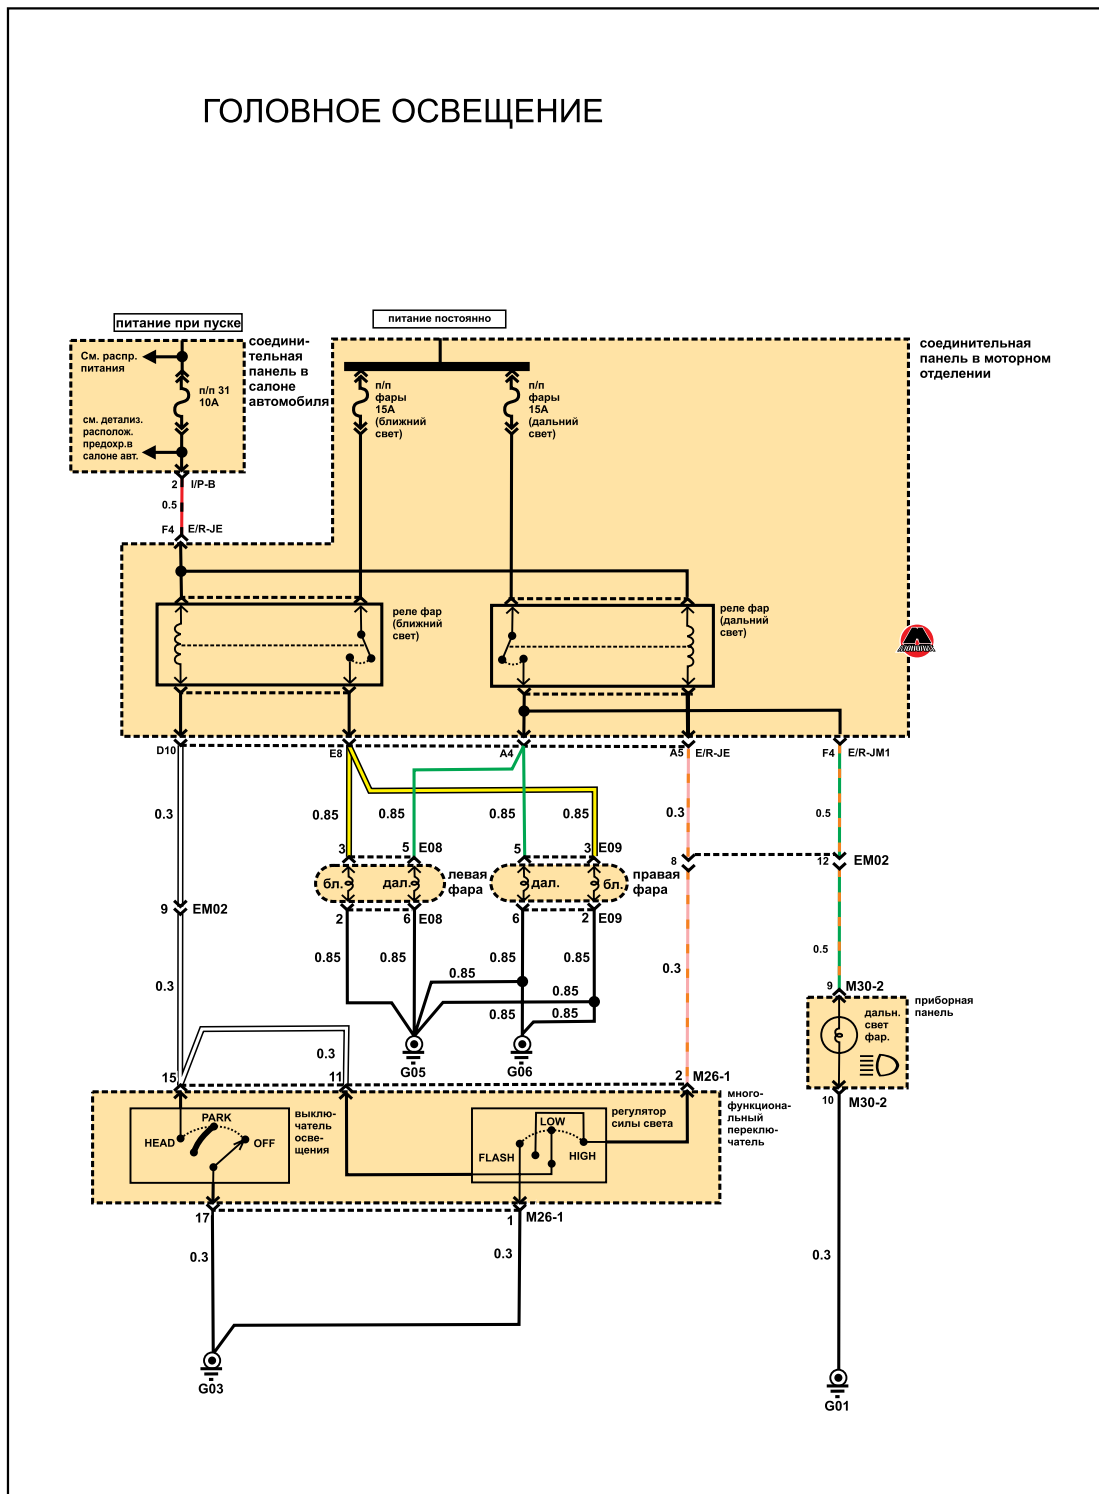 ГОЛОВНОЕ ОСВЕЩЕНИЕ
питание при пуске
питание постоянно
См. распр.
питания
п/п 31
10А
см. детализ.
располож.
предохр.в
салоне авт.
соедини-
тельная
панель в
салоне
автомобиля
п/п
фары
15А
(ближний
свет)
п/п
фары
15А
(дальний
свет)
соединительная
панель в моторном
отделении
2 I/P-B
0.5
F4 E/R-JE
реле фар
(ближний
свет)
реле фар
(дальний
свет)
D10
E8
A4
A5 E/R-JE
F4 E/R-JM1
0.3
0.85
0.85
0.85
0.85
0.3
0.5
3
5 E08
5
3 E09
8
12 EM02
бл.
дал.
левая
фара
дал.
бл.
правая
фара
9 EM02
2
6 E08
6
2 E09
0.85
0.85
0.85
0.85
0.85
0.3
0.5
0.3
0.85
0.85
0.85
9 M30-2
приборная
панель
дальн.
свет
фар.
10 M30-2
G05
G06
0.3
15
11
2 M26-1
PARK
HEAD
OFF
выклю-
чатель
осве-
щения
LOW
FLASH
HIGH
регулятор
силы света
много-
функциона-
льный
переклю-
чатель
17
1 M26-1
0.3
0.3
0.3
G03
G01